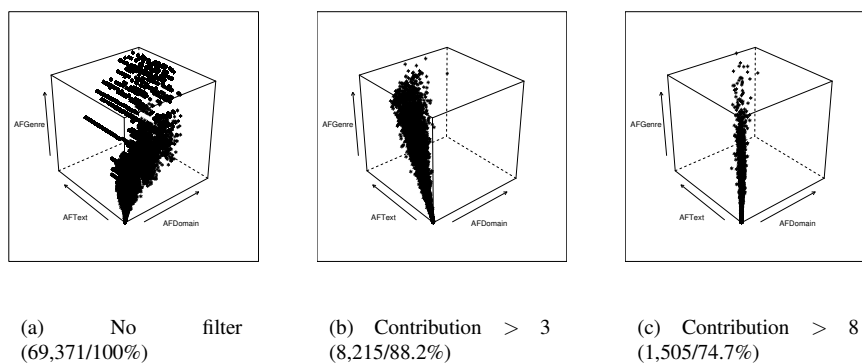 AFGenre
AFText
AFDomain
AFGenre
AFText
AFDomain
AFGenre
AFText
AFDomain
(a) No filter
(69,371/100%)
(b) Contribution > 3
(8,215/88.2%)
(c) Contribution > 8
(1,505/74.7%)